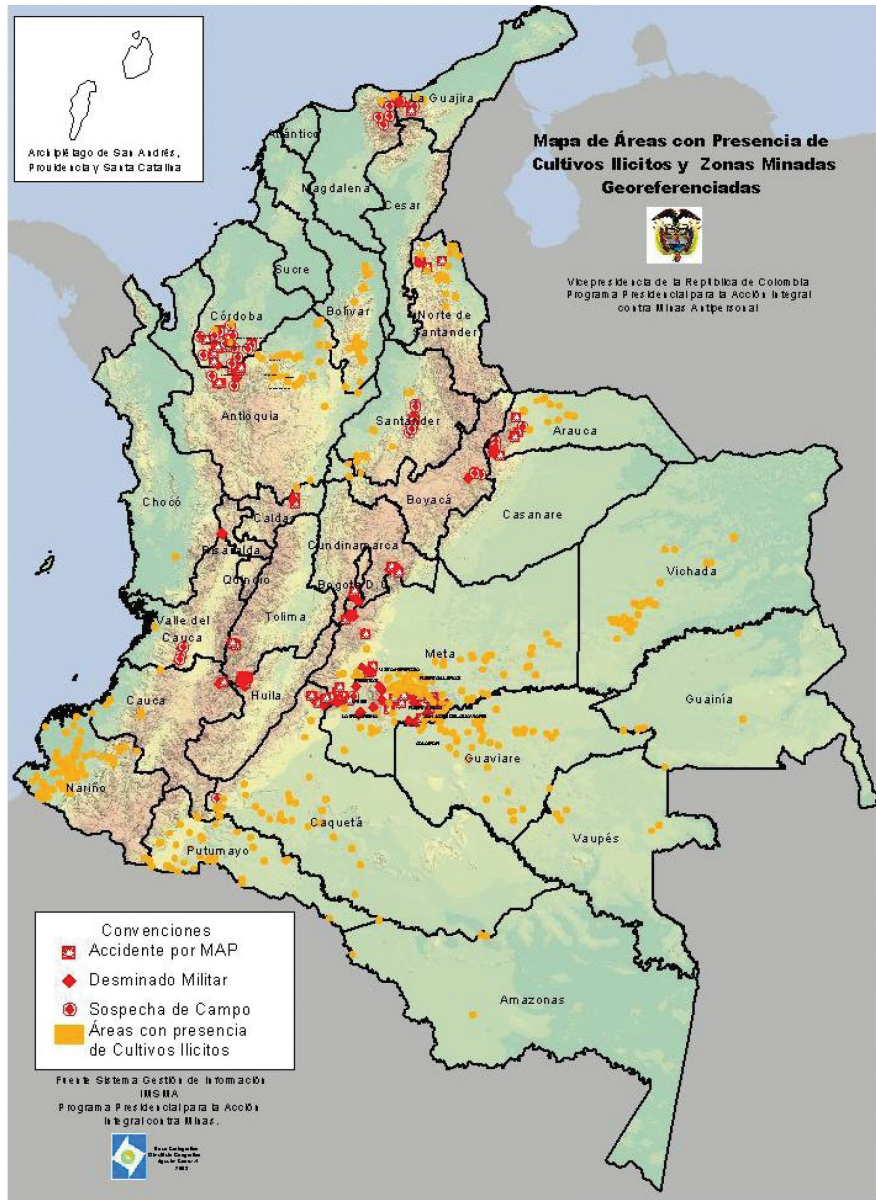 Archipiélago de San Andrés,
Providencia y Santa Catalina
Mapa de Áreas con Presencia de
Cultivos Ilicitos y Zonas Minadas
Georeferenciadas
Vicepresidencia de la República de Colombia
Programa Presidencial para la Acción Integral
contra Minas Antipersonal
La Guajira
Atlántico
Magdalena
Cesar
Sucre
Córdoba
Bolívar
Norte de
Santander
Antioquia
Santander
Arauca
Chocó
Boyacá
Caldas
Casanare
Risaralda
Cundinamarca
Vichada
Quindio
Bogotá D.C.
Tolima
Valle del
Cauca
Meta
Cauca
Huila
Guainía
Guaviare
Nariño
Caquetá
Vaupés
Putumayo
Amazonas
Convenciones
Accidente por MAP
Desminado Militar
Sospecha de Campo
Áreas con presencia
de Cultivos Ilicitos
Fuente Sistema Gestión de Información
IMSMA
Programa Presidencial para la Acción
Integral contra Minas.